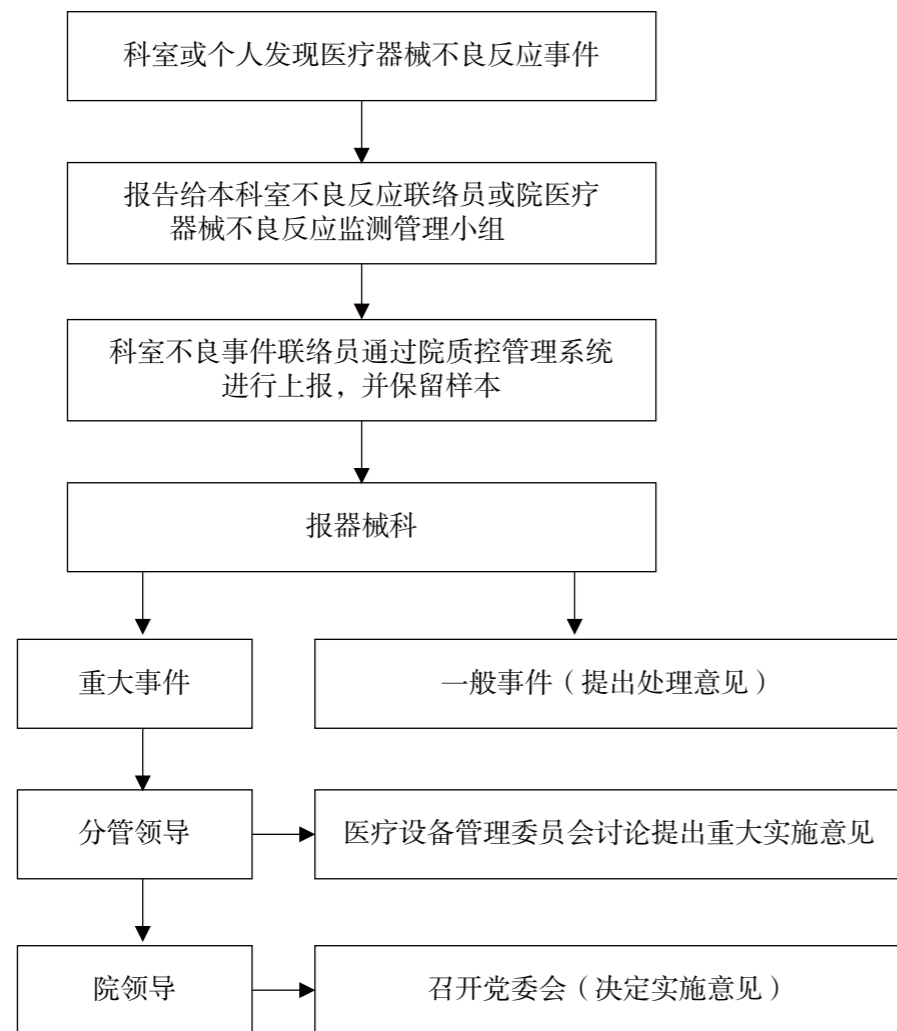 科室或个人发现医疗器械不良反应事件
报告给本科室不良反应联络员或院医疗
器械不良反应监测管理小组
科室不良事件联络员通过院质控管理系统
进行上报，并保留样本
报器械科
重大事件
一般事件（提出处理意见）
分管领导
医疗设备管理委员会讨论提出重大实施意见
院领导
召开党委会（决定实施意见）